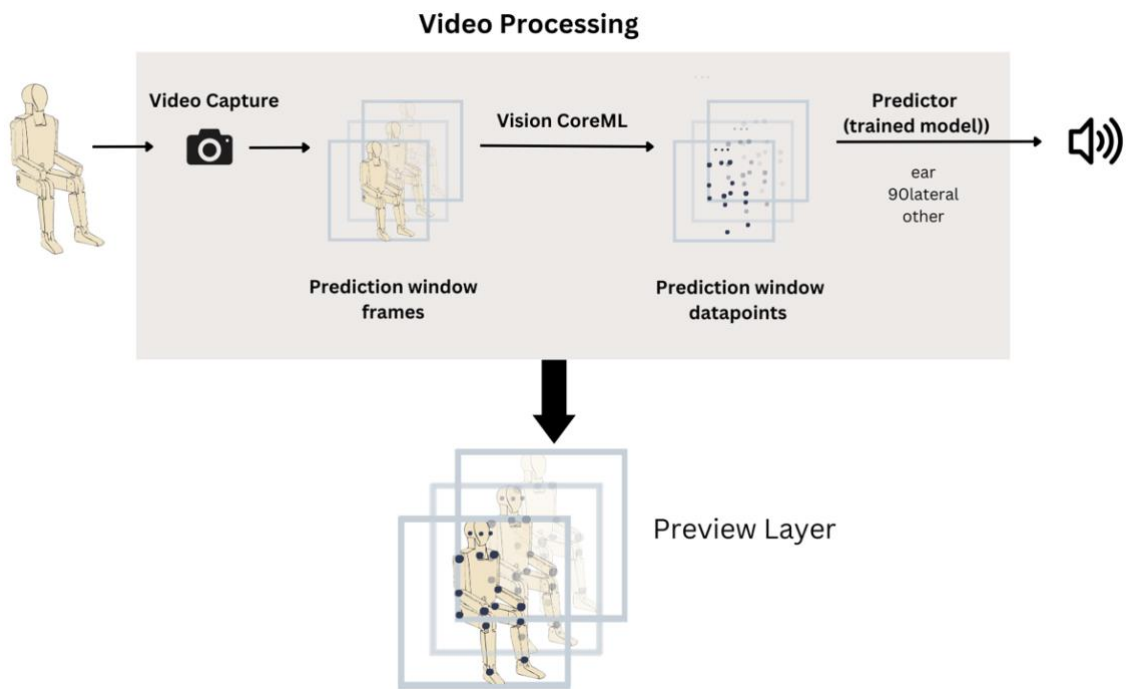 Video Processing
Video Capture
Vision CoreML
Predictor
(trained model))
ear
90lateral
other
Prediction window
frames
Prediction window
datapoints
Preview Layer